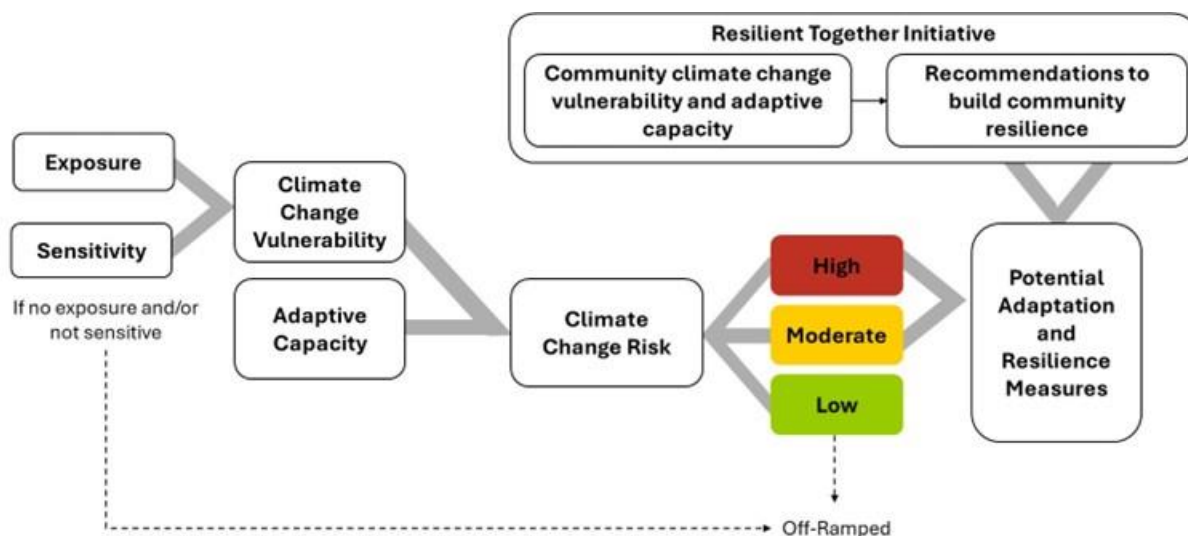 Resilient Together Initiative
Community climate change
vulnerability and adaptive
capacity
Recommendations to
build community
resilience
Exposure
Sensitivity
If no exposure and/or
not sensitive
Climate
Change
Vulnerability
Adaptive
Capacity
Climate
Change Risk
High
Moderate
Low
Potential
Adaptation
and
Resilience
Measures
Off-Ramped